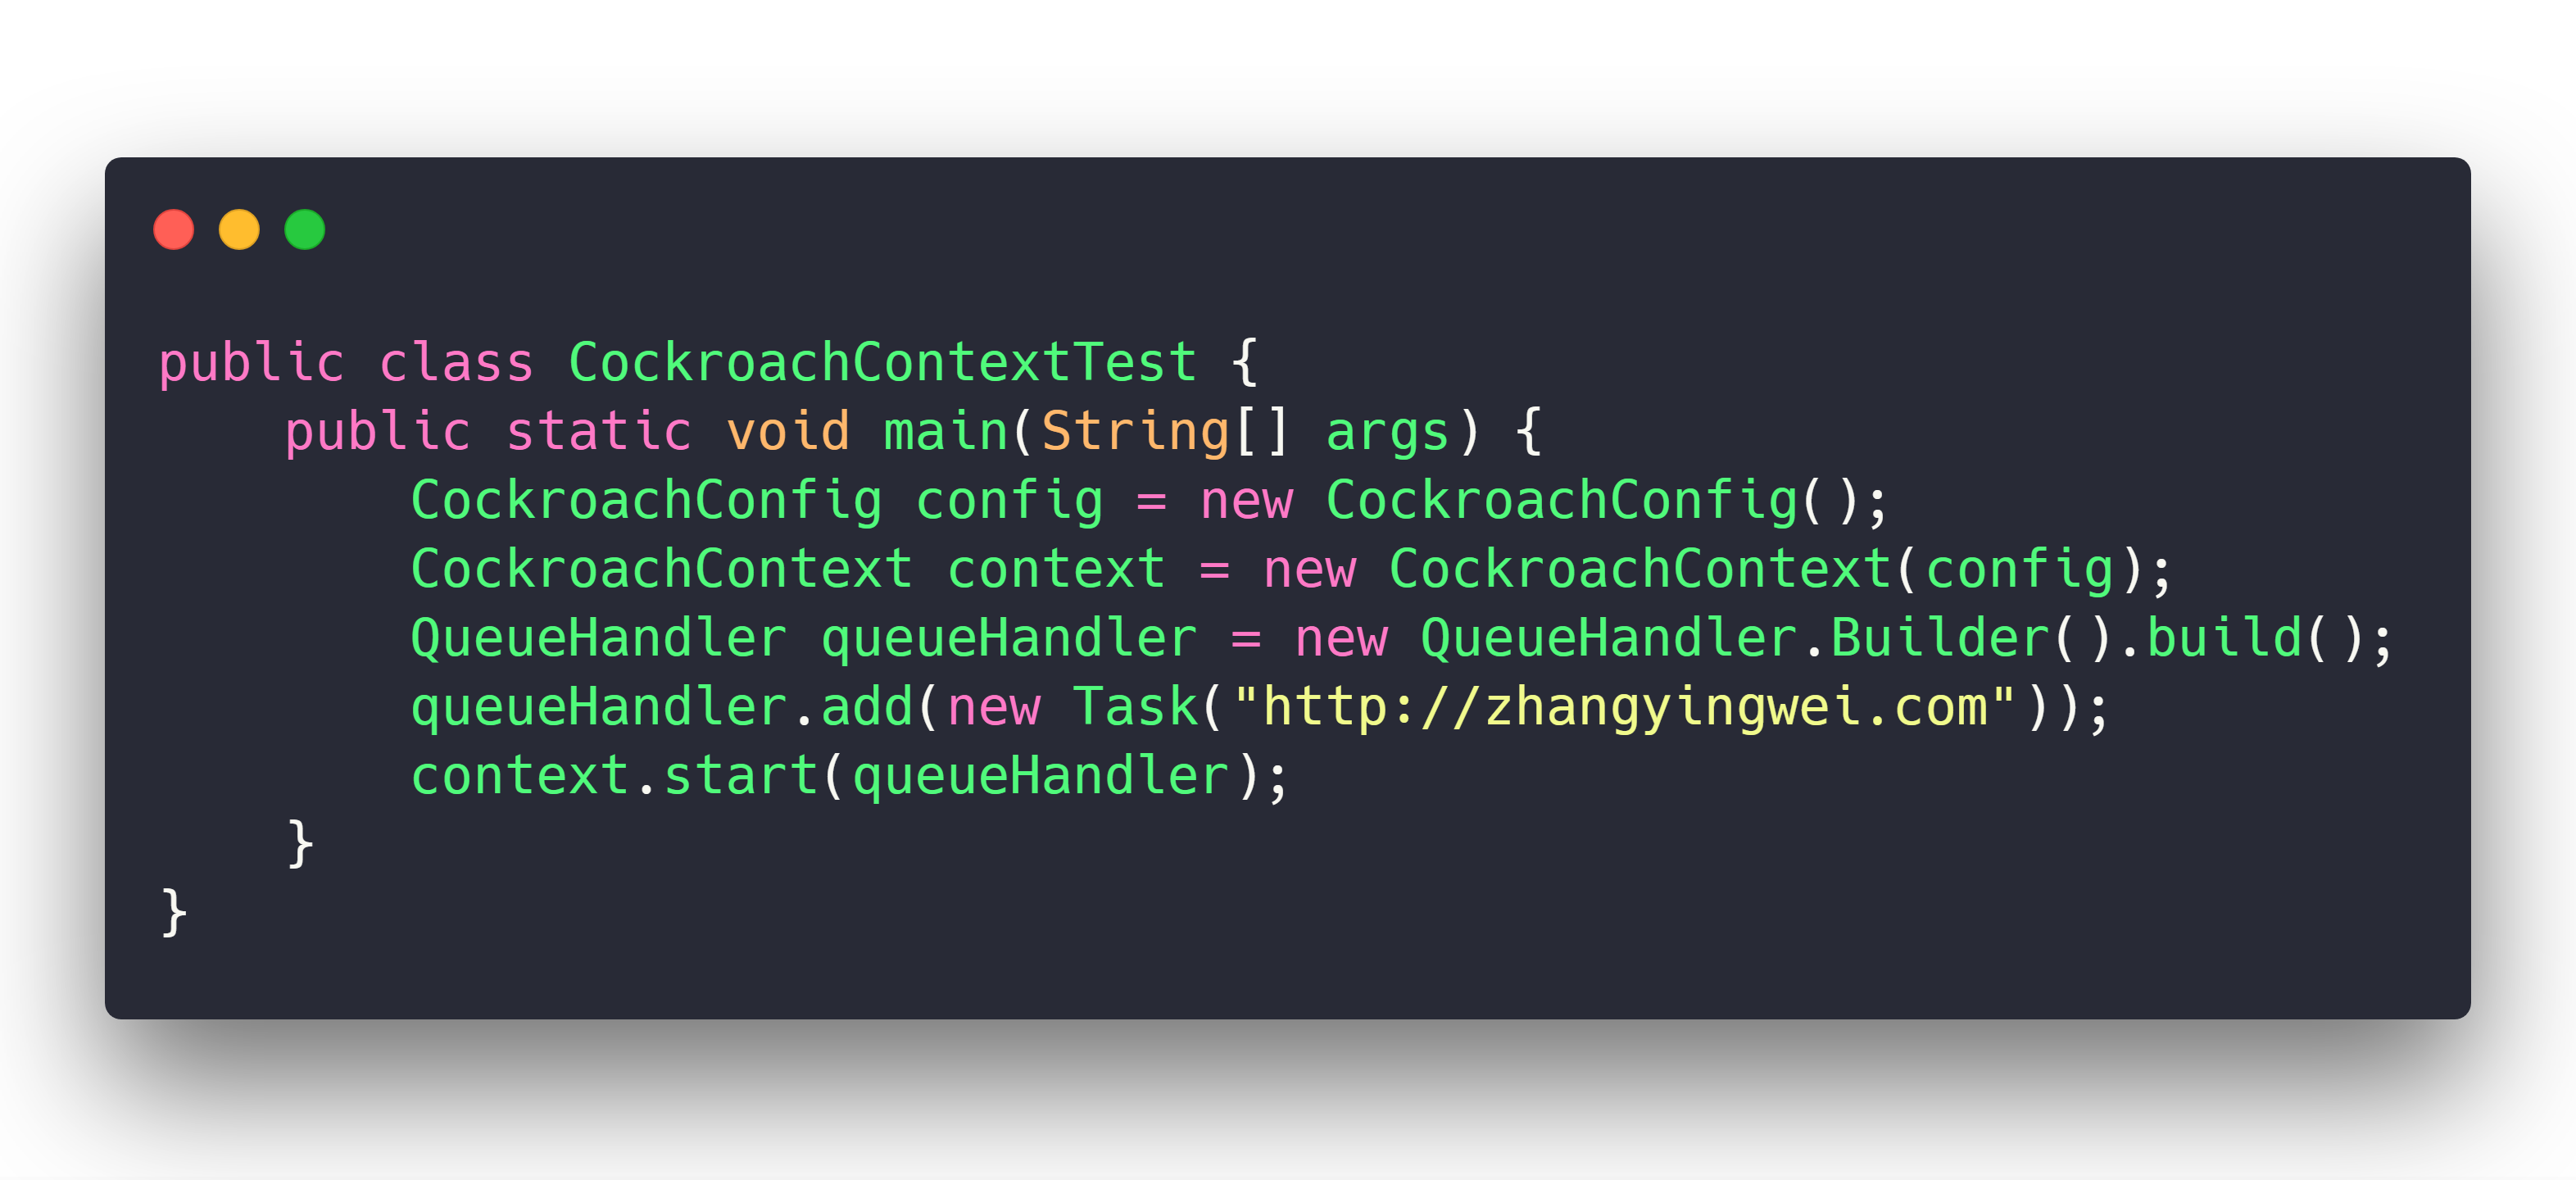 public class CockroachContextTest {
    public static void main(String[] args) {
        CockroachConfig config = new CockroachConfig();
        CockroachContext context = new CockroachContext(config);
        QueueHandler queueHandler = new QueueHandler.Builder().build();
        queueHandler.add(new Task("http://zhangyingwei.com"));
        context.start(queueHandler);
    }
}